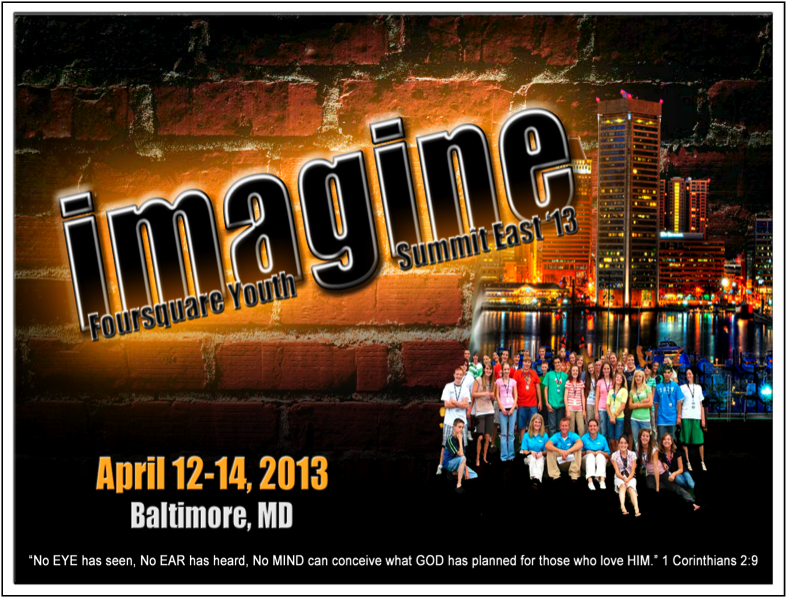 imagine
Foursquare Youth
Summit East '13
April 12-14, 2013
Baltimore, MD
“No EYE has seen, No EAR has heard, No MIND can conceive what GOD has planned for those who love HIM.” 1 Corinthians 2:9